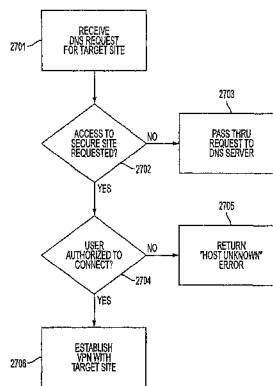 2701
RECEIVE
DNS REQUEST
FOR TARGET SITE
2703
ACCESS TO
SECURE SITE
REQUESTED?
NO
PASS THRU
REQUEST TO
DNS SERVER
2702
YES
2705
USER
AUTHORIZED TO
CONNECT?
NO
RETURN
"HOST UNKNOWN"
ERROR
2704
YES
2706
ESTABLISH
VPN WITH
TARGET SITE